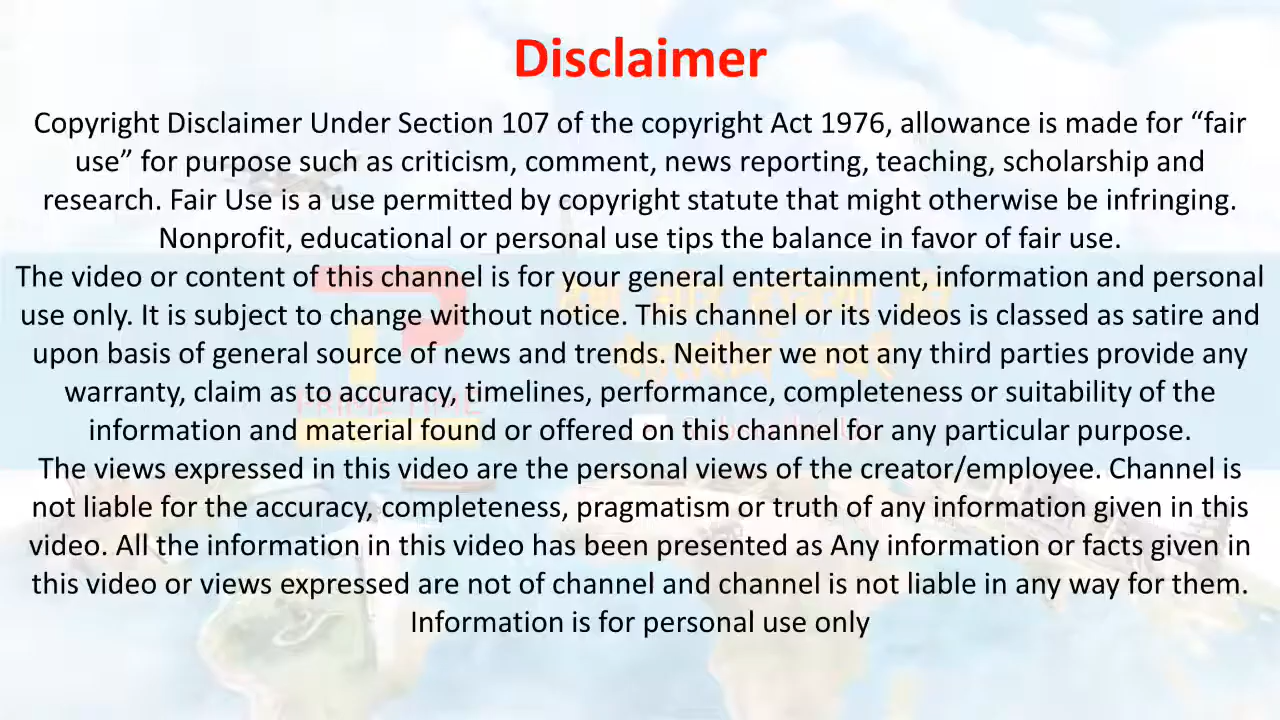 Disclaimer
Copyright Disclaimer Under Section 107 of the copyright Act 1976, allowance is made for “fair
use” for purpose such as criticism, comment, news reporting, teaching, scholarship and
research. Fair Use is a use permitted by copyright statute that might otherwise be infringing.
Nonprofit, educational or personal use tips the balance in favor of fair use.
The video or content of this channel is for your general entertainment, information and personal
use only. It is subject to change without notice. This channel or its videos is classed as satire and
upon basis of general source of news and trends. Neither we not any third parties provide any
warranty, claim as to accuracy, timelines, performance, completeness or suitability of the
information and material found or offered on this channel for any particular purpose.
The views expressed in this video are the personal views of the creator/employee. Channel is
not liable for the accuracy, completeness, pragmatism or truth of any information given in this
video. All the information in this video has been presented as Any information or facts given in
this video or views expressed are not of channel and channel is not liable in any way for them.
Information is for personal use only